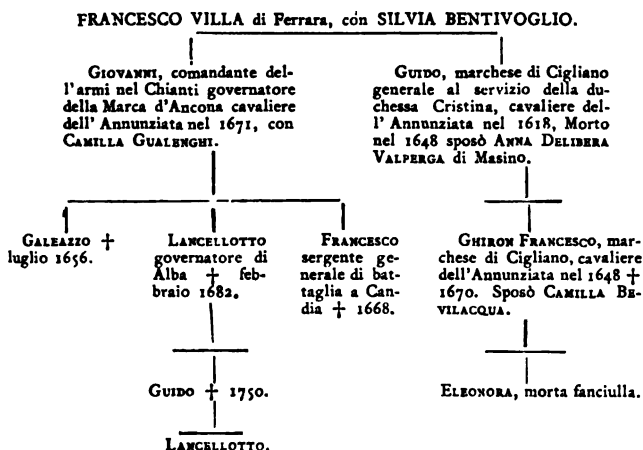 FRANCESCO VILLA di Ferrara, con SILVIA BENTIVOGLIO.
GIOVANNI, comandante del-
l'armi nel Chianti governatore
della Marca d'Ancona cavaliere
dell' Annunziata nel 1671, con
CAMILLA GUALENGHI.
GUIDO, marchese di Cigliano
generale al servizio della du-
chessa Cristina, cavaliere del-
l' Annunziata nel 1618, Morto
nel 1648 sposò ANNA DELIBERA
VALPERGA di Masino.
GALEAZZO †
luglio 1656.
LANCELLOTTO
governatore di
Alba † feb-
braio 1682.
FRANCESCO
sergente ge-
nerale di bat-
taglia a Can-
dia † 1668.
GHIRON FRANCESCO, mar-
chese di Cigliano, cavaliere
dell'Annunziata nel 1648 †
1670. Sposò CAMILLA BE-
VILACQUA.
GUIDO † 1750.
ELEONORA, morta fanciulla.
LANCELLOTTO.